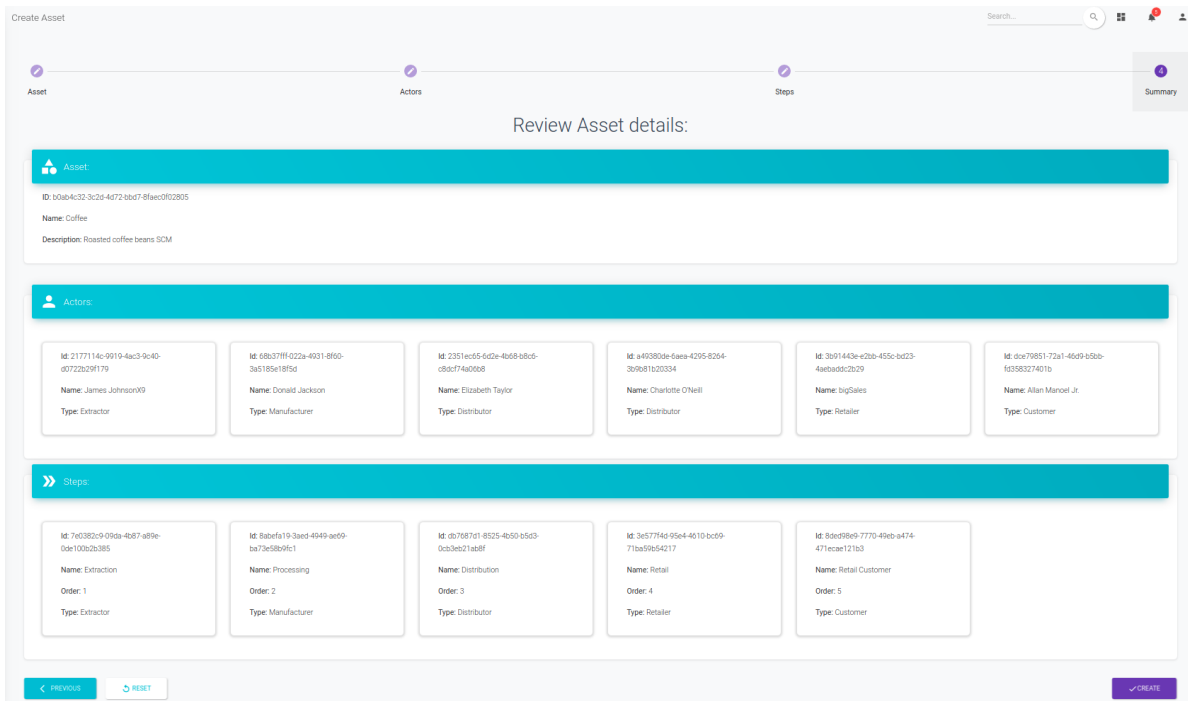 Create Asset
Search...
1
Asset
Actors
Steps
4
Summary
Review Asset details:
Asset:
ID: b0ab4c32-3c2d-4d72-bbd7-8faec0f02805
Name: Coffee
Description: Roasted coffee beans SCM
Actors:
Id: 2177114c-9919-4ac3-9c40-
d0722b29f179
Name: James JohnsonX9
Type: Extractor
Id: 68b37fff-022a-4931-8f60-
3a5185e18f5d
Name: Donald Jackson
Type: Manufacturer
Id: 2351ec65-6d2e-4b68-b8c6-
c8dcf74a06b8
Name: Elizabeth Taylor
Type: Distributor
Id: a49380de-6aea-4295-8264-
3b9b81b20334
Name: Charlotte O'Neill
Type: Distributor
Id: 3b91443e-e2bb-455c-bd23-
4aebaddc2b29
Name: bigSales
Type: Retailer
Id: dce79851-72a1-46d9-b5bb-
fd358327401b
Name: Allan Manoel Jr.
Type: Customer
Steps:
Id: 7e0382c9-09da-4b87-a89e-
0de100b2b385
Name: Extraction
Order: 1
Type: Extractor
Id: 8abefa19-3aed-4949-ae69-
ba73e58b9fc1
Name: Processing
Order: 2
Type: Manufacturer
Id: db7687d1-8525-4b50-b5d3-
0cb3eb21ab8f
Name: Distribution
Order: 3
Type: Distributor
Id: 3e577f4d-95e4-4610-bc69-
71ba59b54217
Name: Retail
Order: 4
Type: Retailer
Id: 8ded98e9-7770-49eb-a474-
471ecae121b3
Name: Retail Customer
Order: 5
Type: Customer
PREVIOUS
RESET
CREATE